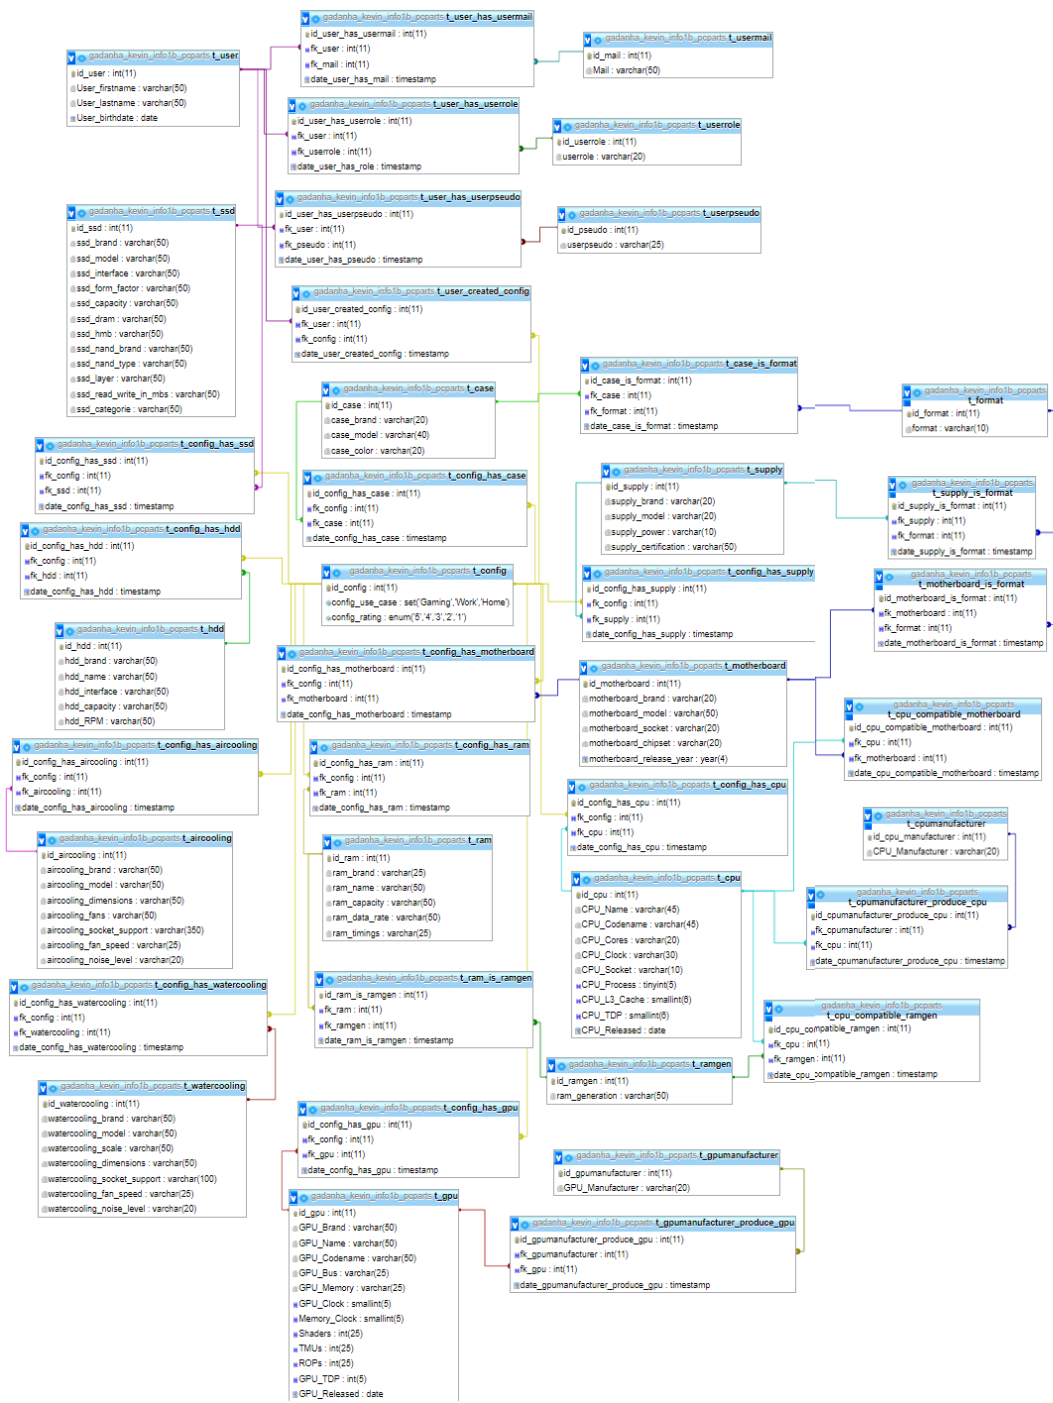 gadanha_kevin_info1b_pcparts t_user
id_user : int(11)
User_firstname : varchar(50)
User_lastname : varchar(50)
User_birthdate : date
gadanha_kevin_info1b_pcparts t_user_has_usermail
id_user_has_usermail : int(11)
fk_user : int(11)
fk_mail : int(11)
date_user_has_mail : timestamp
gadanha_kevin_info1b_pcparts t_usermail
id_mail : int(11)
Mail : varchar(50)
gadanha_kevin_info1b_pcparts t_user_has_userrole
id_user_has_userrole : int(11)
fk_user : int(11)
fk_userrole : int(11)
date_user_has_role : timestamp
gadanha_kevin_info1b_pcparts t_userrole
id_userrole : int(11)
userrole : varchar(20)
gadanha_kevin_info1b_pcparts t_user_has_userpseudo
id_user_has_userpseudo : int(11)
fk_user : int(11)
fk_pseudo : int(11)
date_user_has_pseudo : timestamp
gadanha_kevin_info1b_pcparts t_userpseudo
id_pseudo : int(11)
userpseudo : varchar(25)
gadanha_kevin_info1b_pcparts t_ssd
id_ssd : int(11)
ssd_brand : varchar(50)
ssd_model : varchar(50)
ssd_interface : varchar(50)
ssd_form_factor : varchar(50)
ssd_capacity : varchar(50)
ssd_dram : varchar(50)
ssd_hmb : varchar(50)
ssd_nand_brand : varchar(50)
ssd_nand_type : varchar(50)
ssd_layer : varchar(50)
ssd_read_write_in_mbs : varchar(60)
ssd_categorie : varchar(50)
gadanha_kevin_info1b_pcparts t_user_created_config
id_user_created_config : int(11)
fk_user : int(11)
fk_config : int(11)
date_user_created_config : timestamp
gadanha_kevin_info1b_pcparts t_case
id_case : int(11)
case_brand : varchar(20)
case_model : varchar(40)
case_color : varchar(20)
gadanha_kevin_info1b_pcparts t_case_is_format
id_case_is_format : int(11)
fk_case : int(11)
fk_format : int(11)
date_case_is_format : timestamp
gadanha_kevin_info1b_pcparts
t_format
id_format : int(11)
format : varchar(10)
gadanha_kevin_info1b_pcparts t_config_has_ssd
id_config_has_ssd : int(11)
fk_config : int(11)
fk_ssd : int(11)
date_config_has_ssd : timestamp
gadanha_kevin_info1b_pcparts t_config_has_case
id_config_has_case : int(11)
fk_config : int(11)
fk_case : int(11)
date_config_has_case : timestamp
gadanha_kevin_info1b_pcparts t_supply
id_supply : int(11)
supply_brand : varchar(20)
supply_model : varchar(20)
supply_power : varchar(10)
supply_certification : varchar(50)
gadanha_kevin_info1b_pcparts
t_supply_is_format
id_supply_is_format : int(11)
fk_supply : int(11)
fk_format : int(11)
date_supply_is_format : timestamp
gadanha_kevin_info1b_pcparts t_config_has_hdd
id_config_has_hdd : int(11)
fk_config : int(11)
fk_hdd : int(11)
date_config_has_hdd : timestamp
gadanha_kevin_info1b_pcparts t_config
id_config : int(11)
config_use_case : set('Gaming','Work','Home')
config_rating : enum('5','4','3','2','1')
gadanha_kevin_info1b_pcparts t_config_has_supply
id_config_has_supply : int(11)
fk_config : int(11)
fk_supply : int(11)
date_config_has_supply : timestamp
gadanha_kevin_info1b_pcparts
t_motherboard_is_format
id_motherboard_is_format : int(11)
fk_motherboard : int(11)
fk_format : int(11)
date_motherboard_is_format : timestamp
gadanha_kevin_info1b_pcparts t_hdd
id_hdd : int(11)
hdd_brand : varchar(50)
hdd_name : varchar(50)
hdd_interface : varchar(50)
hdd_capacity : varchar(50)
hdd_RPM : varchar(50)
gadanha_kevin_info1b_pcparts t_config_has_motherboard
id_config_has_motherboard : int(11)
fk_config : int(11)
fk_motherboard : int(11)
date_config_has_motherboard : timestamp
gadanha_kevin_info1b_pcparts t_motherboard
id_motherboard : int(11)
motherboard_brand : varchar(20)
motherboard_model : varchar(50)
motherboard_socket : varchar(20)
motherboard_chipset : varchar(20)
motherboard_release_year : year(4)
gadanha_kevin_info1b_pcparts
t_cpu_compatible_motherboard
id_cpu_compatible_motherboard : int(11)
fk_cpu : int(11)
fk_motherboard : int(11)
date_cpu_compatible_motherboard : timestamp
gadanha_kevin_info1b_pcparts t_config_has_aircooling
id_config_has_aircooling : int(11)
fk_config : int(11)
fk_aircooling : int(11)
date_config_has_aircooling : timestamp
gadanha_kevin_info1b_pcparts t_config_has_ram
id_config_has_ram : int(11)
fk_config : int(11)
fk_ram : int(11)
date_config_has_ram : timestamp
gadanha_kevin_info1b_pcparts t_config_has_cpu
id_config_has_cpu : int(11)
fk_config : int(11)
fk_cpu : int(11)
date_config_has_cpu : timestamp
gadanha_kevin_info1b_pcparts
t_cpumanufacturer
id_cpu_manufacturer : int(11)
CPU_Manufacturer : varchar(20)
gadanha_kevin_info1b_pcparts t_aircooling
id_aircooling : int(11)
aircooling_brand : varchar(50)
aircooling_model : varchar(50)
aircooling_dimensions : varchar(50)
aircooling_fans : varchar(50)
aircooling_socket_support : varchar(350)
aircooling_fan_speed : varchar(25)
aircooling_noise_level : varchar(20)
gadanha_kevin_info1b_pcparts t_ram
id_ram : int(11)
ram_brand : varchar(25)
ram_name : varchar(50)
ram_capacity : varchar(50)
ram_data_rate : varchar(50)
ram_timings : varchar(25)
gadanha_kevin_info1b_pcparts t_cpu
id_cpu : int(11)
CPU_Name : varchar(45)
CPU_Codename : varchar(45)
CPU_Cores : varchar(20)
CPU_Clock : varchar(30)
CPU_Socket : varchar(10)
CPU_Process : tinyint(5)
CPU_L3_Cache : smallint(6)
CPU_TDP : smallint(6)
CPU_Released : date
gadanha_kevin_info1b_pcparts
t_cpumanufacturer_produce_cpu
id_cpumanufacturer_produce_cpu : int(11)
fk_cpumanufacturer : int(11)
fk_cpu : int(11)
date_cpumanufacturer_produce_cpu : timestamp
gadanha_kevin_info1b_pcparts t_config_has_watercooling
id_config_has_watercooling : int(11)
fk_config : int(11)
fk_watercooling : int(11)
date_config_has_watercooling : timestamp
gadanha_kevin_info1b_pcparts t_ram_is_ramgen
id_ram_is_ramgen : int(11)
fk_ram : int(11)
fk_ramgen : int(11)
date_ram_is_ramgen : timestamp
gadanha_kevin_info1b_pcparts
t_cpu_compatible_ramgen
id_cpu_compatible_ramgen : int(11)
fk_cpu : int(11)
fk_ramgen : int(11)
date_cpu_compatible_ramgen : timestamp
gadanha_kevin_info1b_pcparts t_ramgen
id_ramgen : int(11)
ram_generation : varchar(50)
gadanha_kevin_info1b_pcparts t_watercooling
id_watercooling : int(11)
watercooling_brand : varchar(50)
watercooling_model : varchar(50)
watercooling_scale : varchar(50)
watercooling_dimensions : varchar(50)
watercooling_socket_support : varchar(100)
watercooling_fan_speed : varchar(25)
watercooling_noise_level : varchar(20)
gadanha_kevin_info1b_pcparts t_config_has_gpu
id_config_has_gpu : int(11)
fk_config : int(11)
fk_gpu : int(11)
date_config_has_gpu : timestamp
gadanha_kevin_info1b_pcparts t_gpumanufacturer
id_gpumanufacturer : int(11)
GPU_Manufacturer : varchar(20)
gadanha_kevin_info1b_pcparts t_gpu
id_gpu : int(11)
GPU_Brand : varchar(50)
GPU_Name : varchar(50)
GPU_Codename : varchar(50)
GPU_Bus : varchar(25)
GPU_Memory : varchar(25)
GPU_Clock : smallint(5)
Memory_Clock : smallint(5)
Shaders : int(25)
TMUs : int(25)
ROPs : int(25)
GPU_TDP : int(5)
GPU_Released : date
gadanha_kevin_info1b_pcparts t_gpumanufacturer_produce_gpu
id_gpumanufacturer_produce_gpu : int(11)
fk_gpumanufacturer : int(11)
fk_gpu : int(11)
date_gpumanufacturer_produce_gpu : timestamp